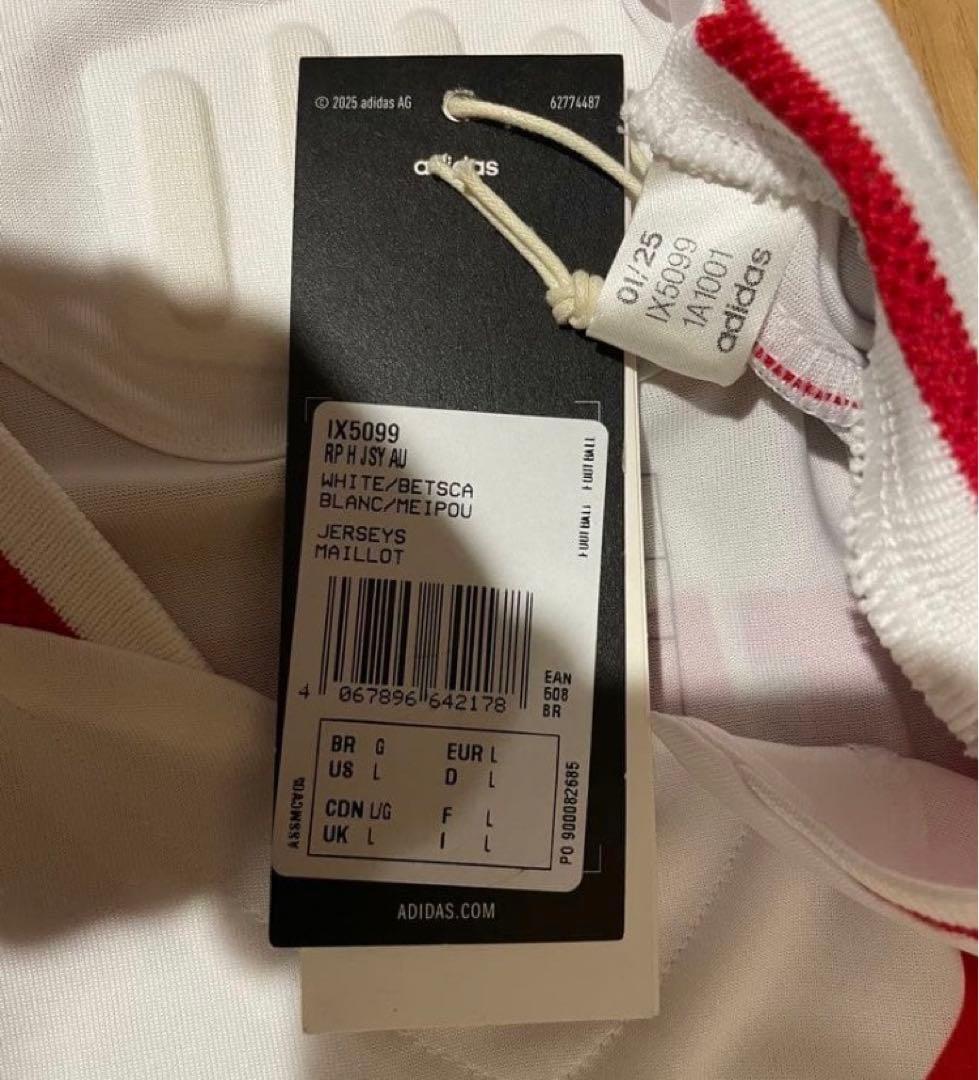 © 2025 adidas AG
62774487
adidas
01/25
IX5099
1A1001
adidas
IX5099
RP H JSY AU
WHITE/BETSCA
BLANC/MEIPOU
JERSEYS
MAILLOT
FOOTBALL FOOTBALL
4 067896 642178
EAN
608
BR
BR G EUR L
US L D L
CDN L/G F L
UK L I L
PO 900082685
ADIDAS.COM